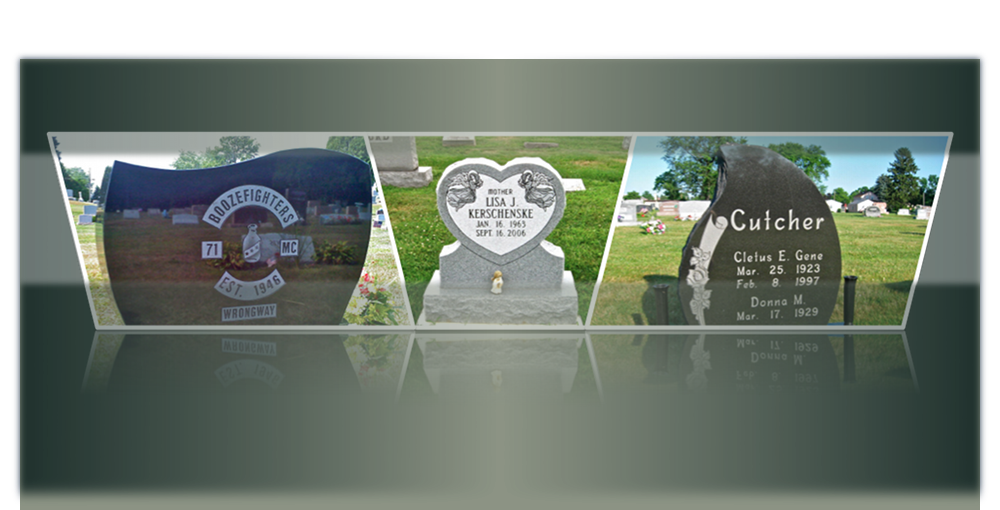 BOOZEFIGHTERS
71 MC
EST. 1946
WRONGWAY
MOTHER
LISA J.
KERSCHENSKE
JAN. 16. 1963
SEPT. 16. 2006
Cutcher
Cletus E. Gene
Mar. 25. 1923
Feb. 8. 1997
Donna M.
Mar. 17. 1929